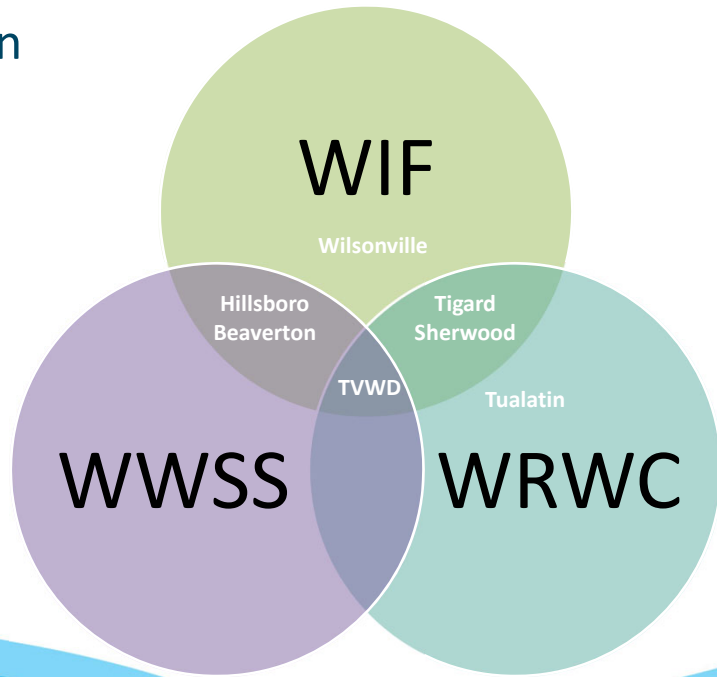 n
WIF
Wilsonville
Hillsboro
Beaverton
Tigard
Sherwood
TVWD
Tualatin
WWSS
WRWC